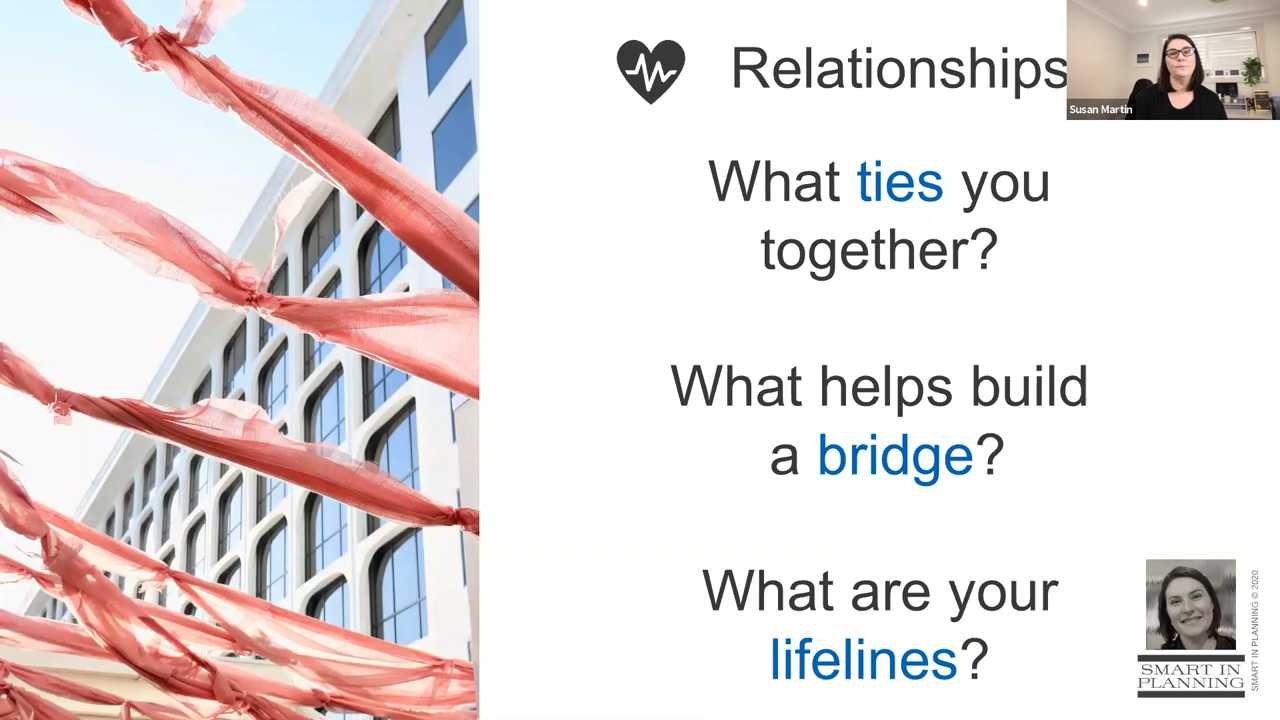 Relationships
Susan Martin
What ties you
together?
What helps build
a bridge?
What are your
lifelines?
SMART IN
PLANNING
SMART IN PLANNING © 2020